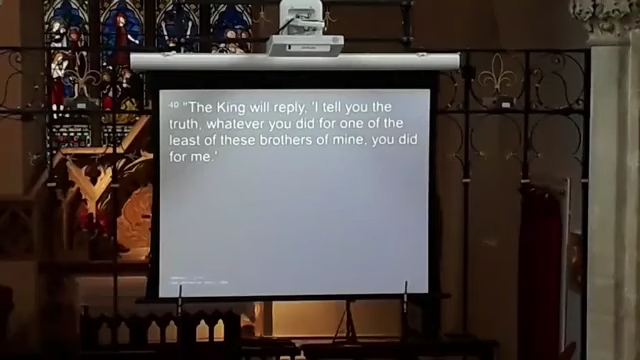 40 "The King will reply, 'I tell you the
truth, whatever you did for one of the
least of these brothers of mine, you did
for me.'